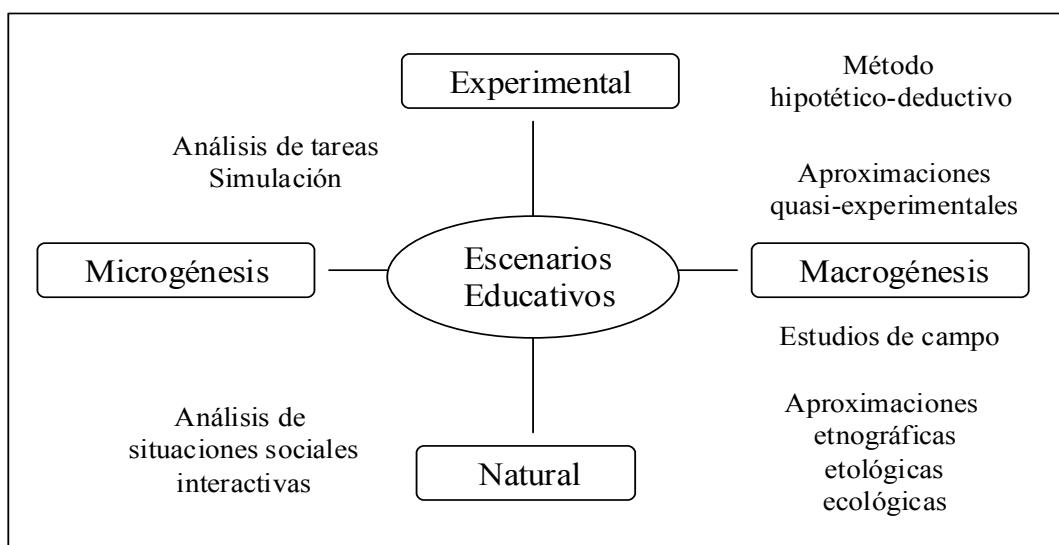 Experimental
Método
hipotético-deductivo
Análisis de tareas
Simulación
Aproximaciones
quasi-experimentales
Microgénesis
Escenarios
Educativos
Macrogénesis
Estudios de campo
Análisis de
situaciones sociales
interactivas
Natural
Aproximaciones
etnográficas
etológicas
ecológicas